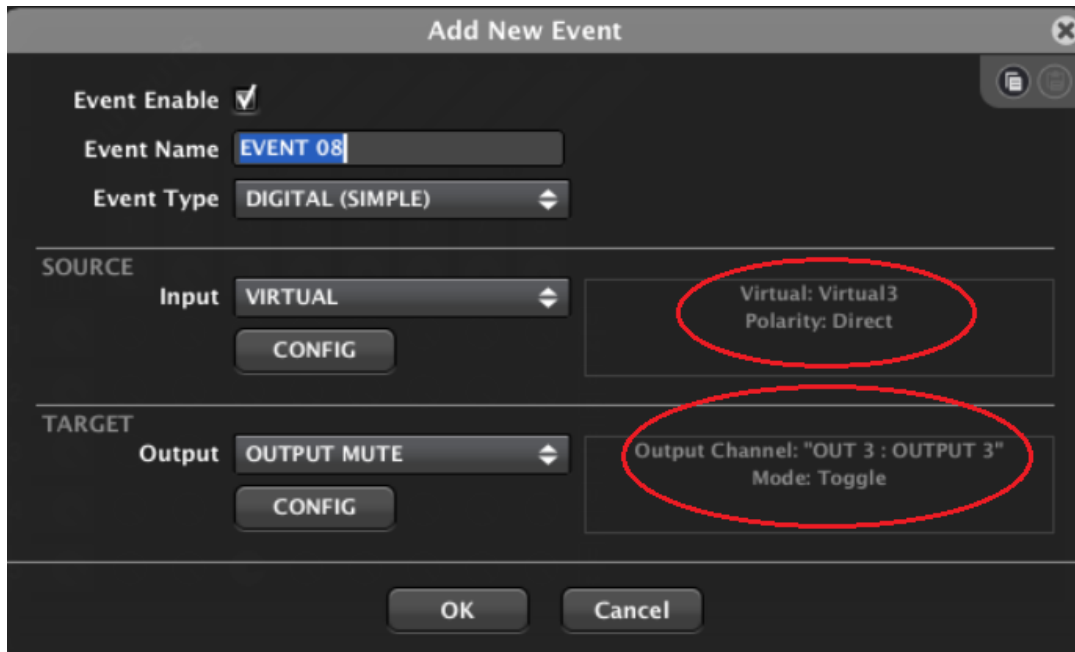 Add New Event
Event Enable
Event Name EVENT 08
Event Type DIGITAL (SIMPLE)
SOURCE
Input VIRTUAL
CONFIG
Virtual: Virtual3
Polarity: Direct
TARGET
Output OUTPUT MUTE
CONFIG
Output Channel: "OUT 3 : OUTPUT 3"
Mode: Toggle
OK Cancel